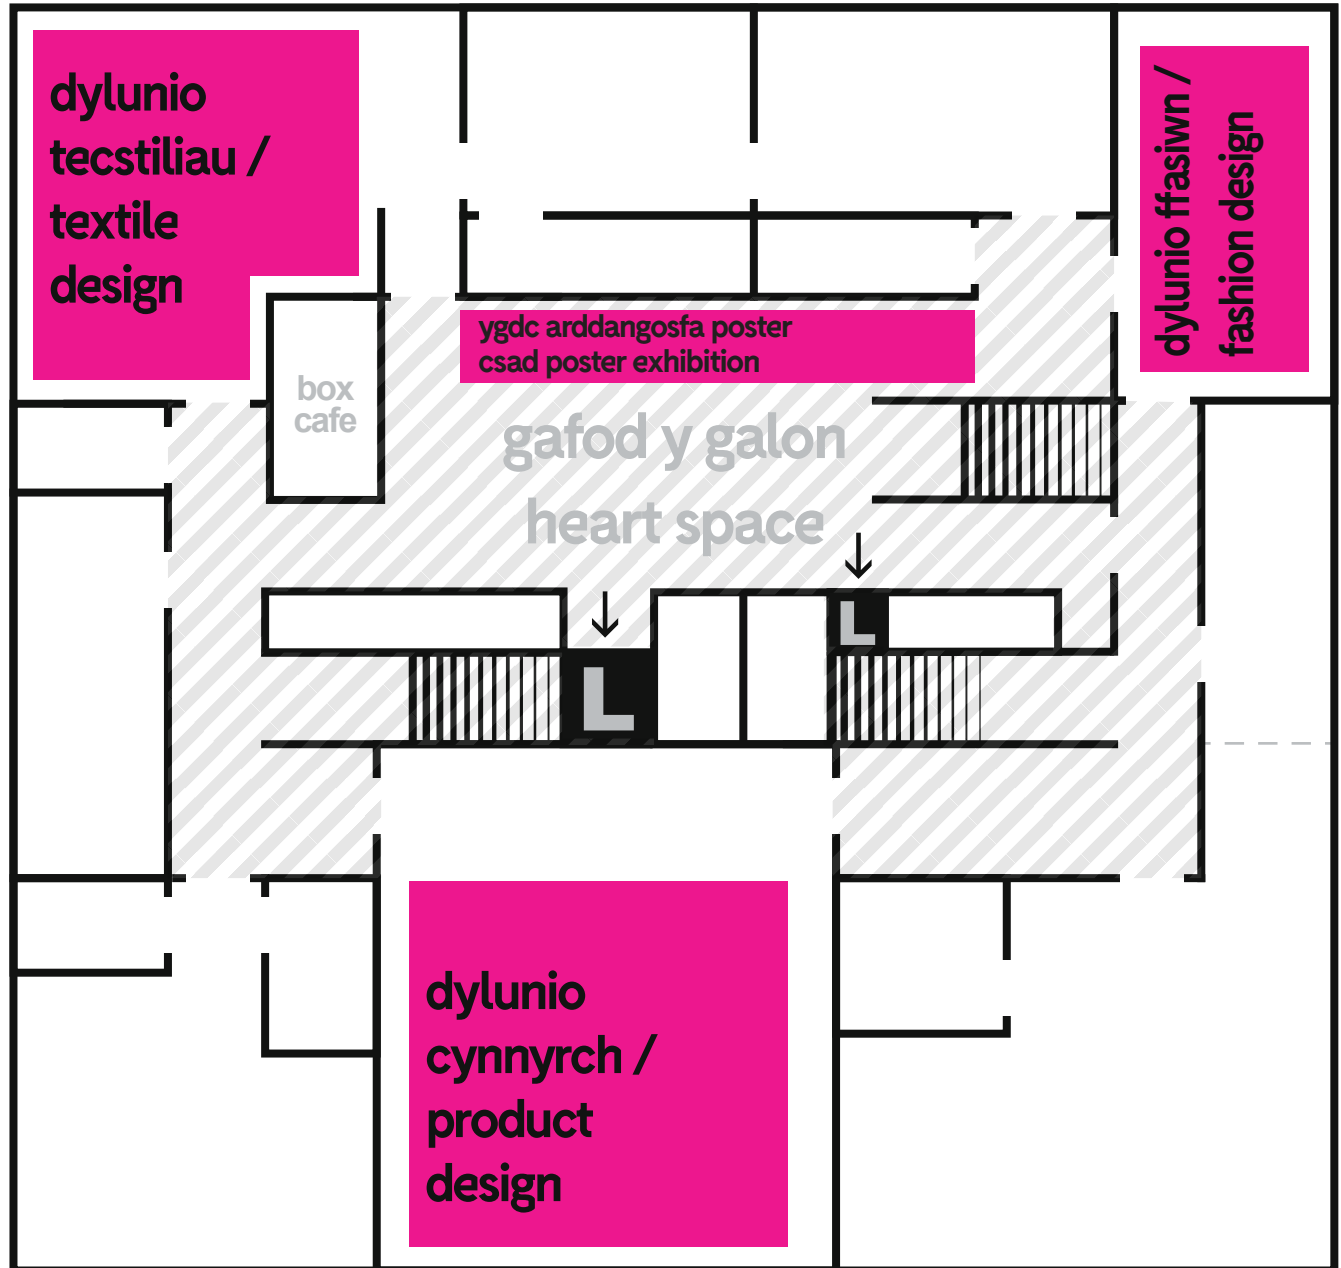 dylunio
tecstiliau /
textile
design
dylunio ffasiwn /
fashion design
ygdc arddangosfa poster
csad poster exhibition
box
cafe
gafod y galon
heart space
L
L
dylunio
cynnyrch /
product
design